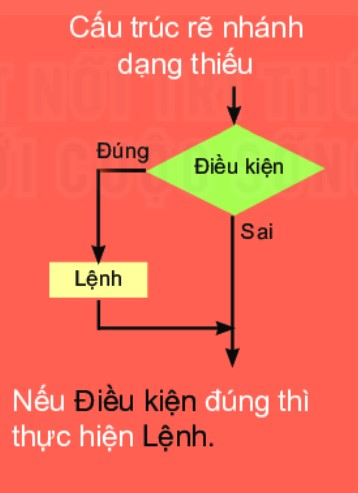 Cấu trúc rẽ nhánh
dạng thiếu
Đúng
Điều kiện
Sai
Lệnh
Nếu Điều kiện đúng thì
thực hiện Lệnh.